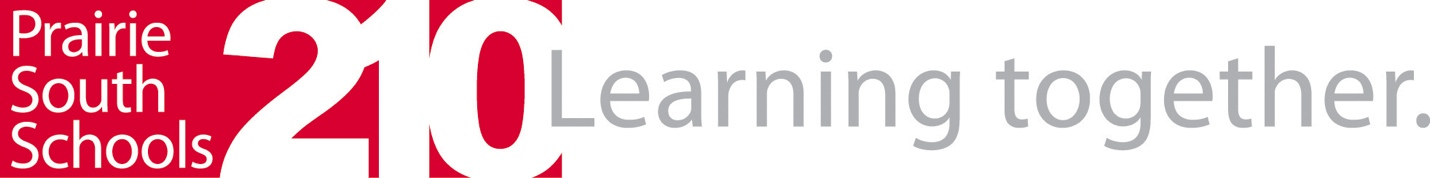 Prairie
South
Schools
210
Learning together.